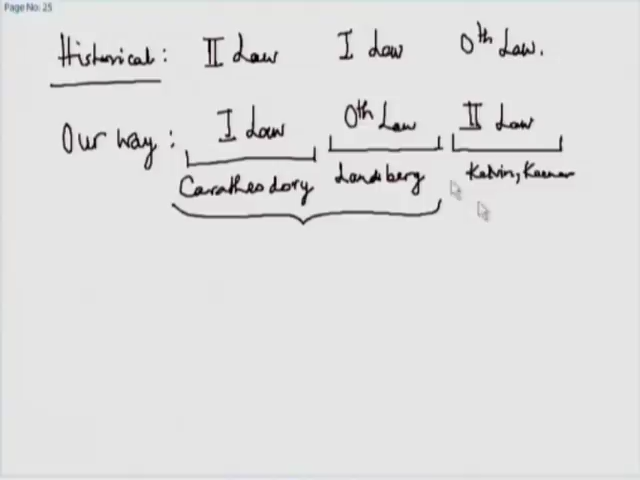 Page No: 25
Historical: II Law I Law 0th Law.
Our way: I Law 0th Law II Law
Caratheodory Landsberg Kelvin, Keenan